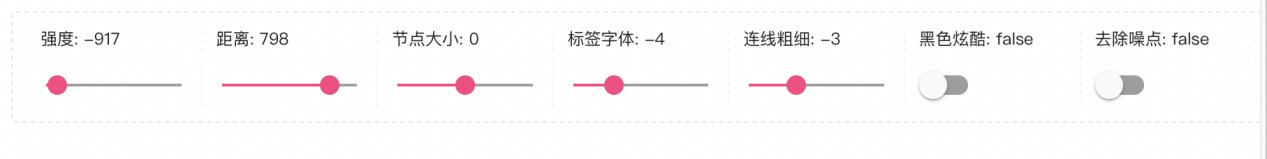 强度: −917
距离: 798
节点大小: 0
标签字体: −4
连线粗细: −3
黑色炫酷: false
去除噪点: false